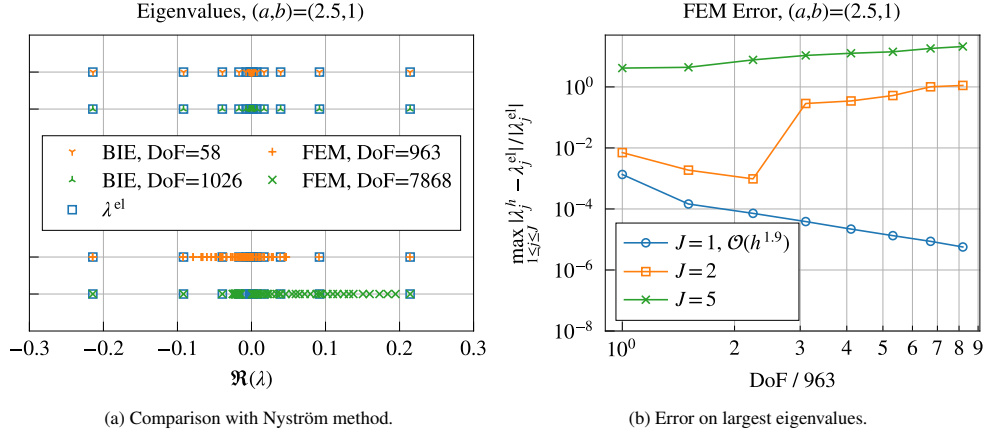 Eigenvalues, (a,b)=(2.5,1)
BIE, DoF=58
FEM, DoF=963
BIE, DoF=1026
FEM, DoF=7868
λ^el
−0.3 −0.2 −0.1 0.0 0.1 0.2 0.3
ℜ(λ)
(a) Comparison with Nyström method.
FEM Error, (a,b)=(2.5,1)
max 1≤j≤J |λ_j^h − λ_j^el|/|λ_j^el|
10^0
10^−2
10^−4
10^−6
10^−8
J=1, 𝒪(h^1.9)
J=2
J=5
10^0 2 3 4 5 6 7 8 9
DoF / 963
(b) Error on largest eigenvalues.